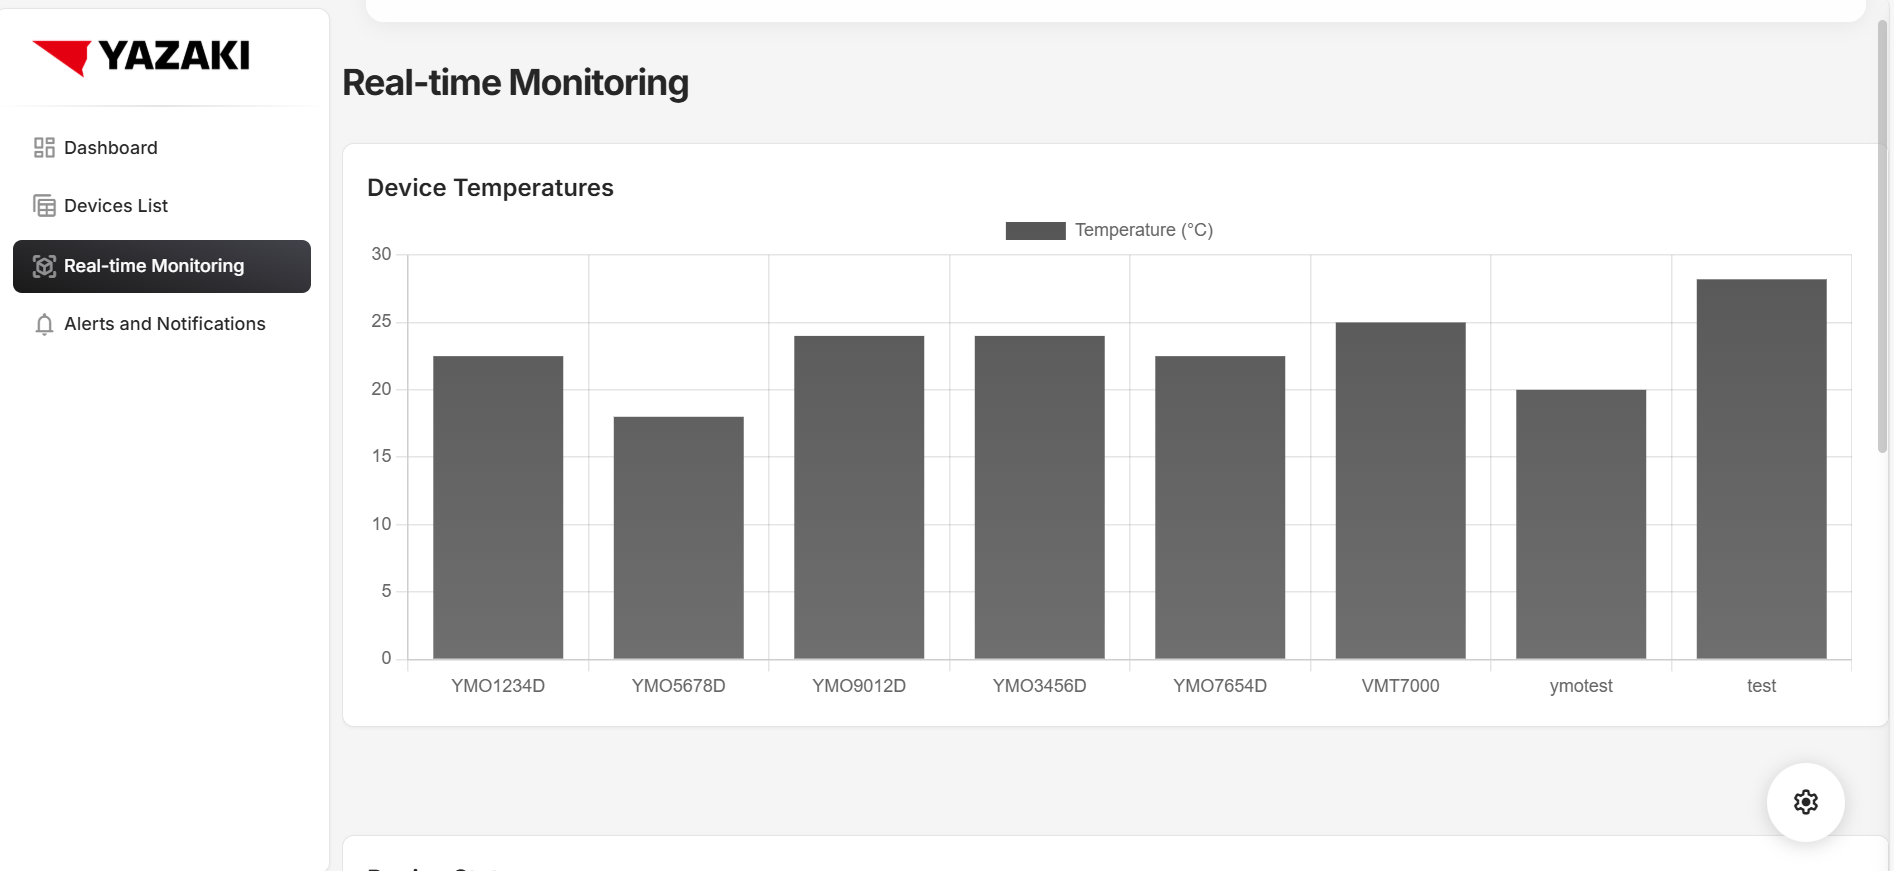 YAZAKI
Dashboard
Devices List
Real-time Monitoring
Alerts and Notifications
Real-time Monitoring
Device Temperatures
Temperature (°C)
30
25
20
15
10
5
0
YMO1234D YMO5678D YMO9012D YMO3456D YMO7654D VMT7000 ymotest test